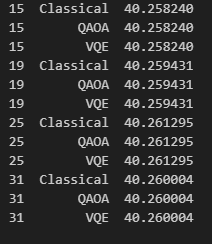 15 Classical 40.258240
15 QAOA 40.258240
15 VQE 40.258240
19 Classical 40.259431
19 QAOA 40.259431
19 VQE 40.259431
25 Classical 40.261295
25 QAOA 40.261295
25 VQE 40.261295
31 Classical 40.260004
31 QAOA 40.260004
31 VQE 40.260004